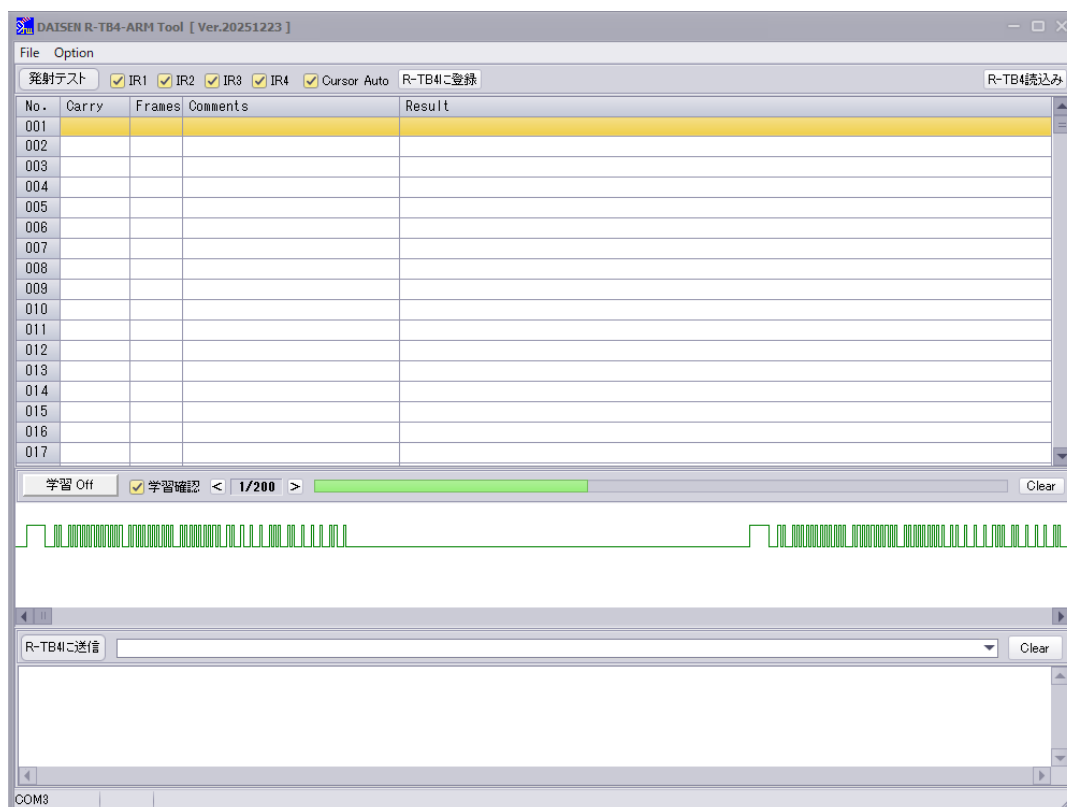 DAISEN R-TB4-ARM Tool [ Ver.20251223 ]
File Option
発射テスト IR1 IR2 IR3 IR4 Cursor Auto R-TB4に登録 R-TB4読込み
No. Carry Frames Comments Result
001
002
003
004
005
006
007
008
009
010
011
012
013
014
015
016
017
学習 Off 学習確認 < 1/200 > Clear
R-TB4に送信 Clear
COM3